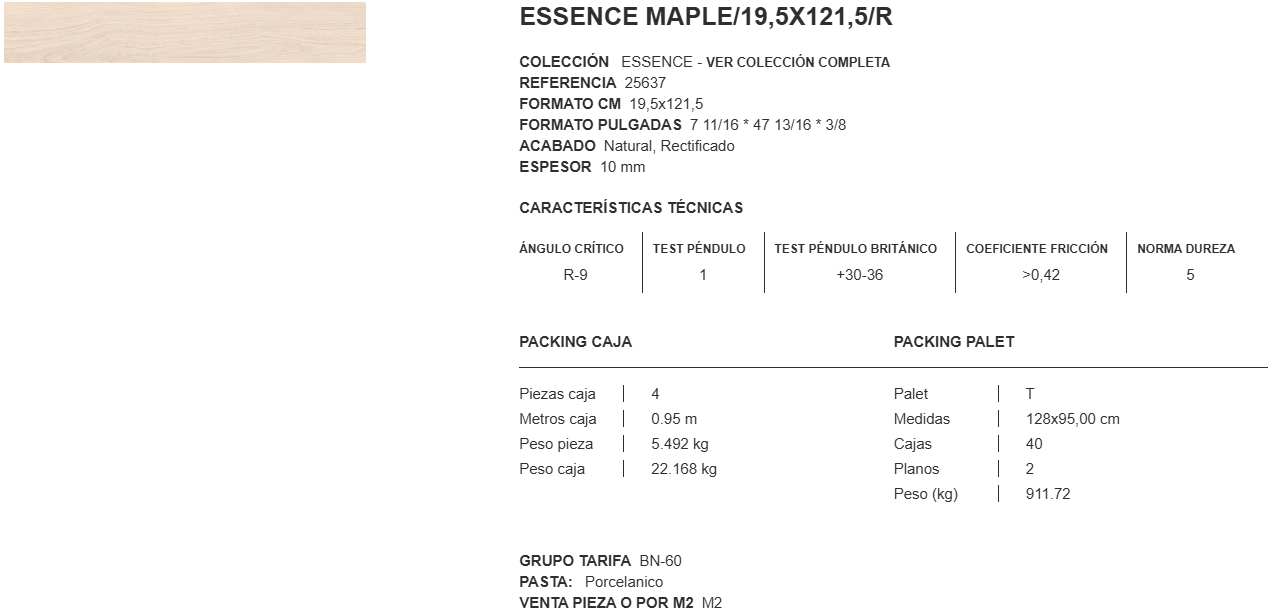 ESSENCE MAPLE/19,5X121,5/R
COLECCIÓN ESSENCE - VER COLECCIÓN COMPLETA
REFERENCIA 25637
FORMATO CM 19,5x121,5
FORMATO PULGADAS 7 11/16 * 47 13/16 * 3/8
ACABADO Natural, Rectificado
ESPESOR 10 mm
CARACTERÍSTICAS TÉCNICAS
ÁNGULO CRÍTICO TEST PÉNDULO TEST PÉNDULO BRITÁNICO COEFICIENTE FRICCIÓN NORMA DUREZA
R-9 1 +30-36 >0,42 5
PACKING CAJA
Piezas caja 4
Metros caja 0.95 m
Peso pieza 5.492 kg
Peso caja 22.168 kg
PACKING PALET
Palet T
Medidas 128x95,00 cm
Cajas 40
Planos 2
Peso (kg) 911.72
GRUPO TARIFA BN-60
PASTA: Porcelanico
VENTA PIEZA O POR M2 M2